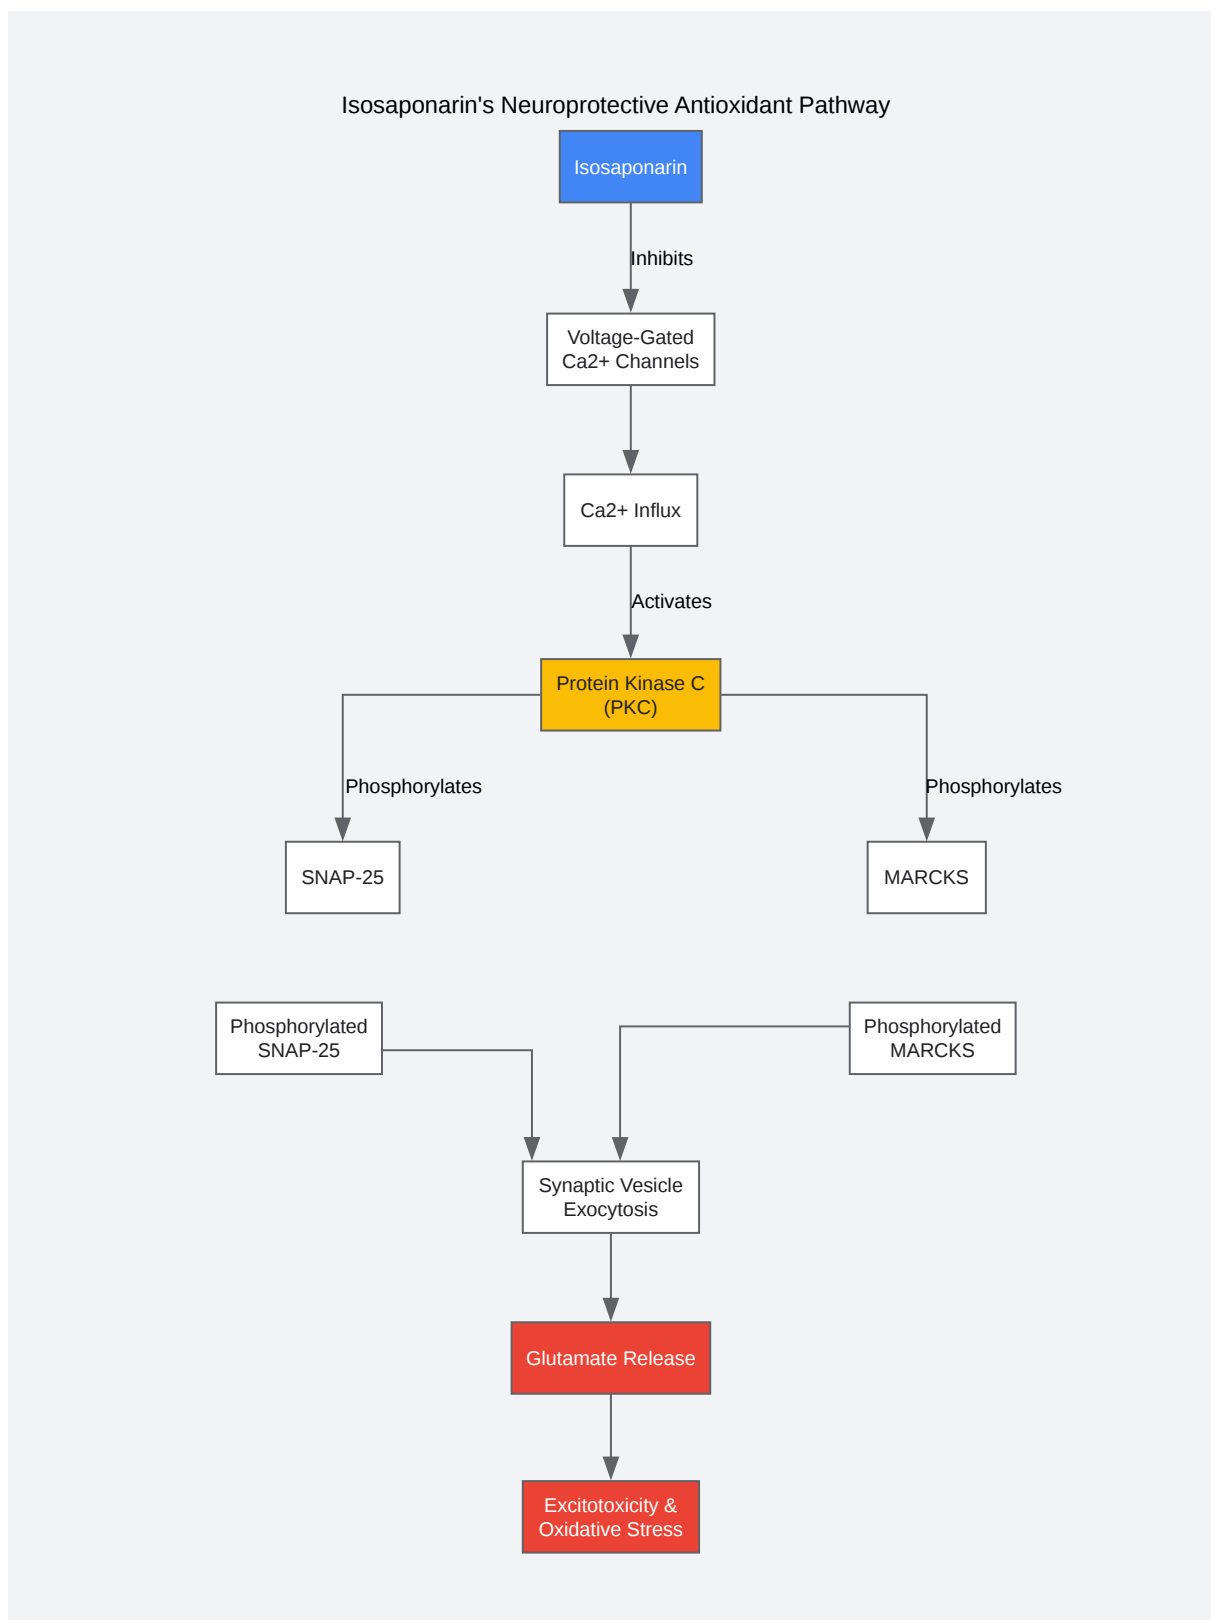 Isosaponarin's Neuroprotective Antioxidant Pathway
Isosaponarin
Inhibits
Voltage-Gated
Ca2+ Channels
Ca2+ Influx
Activates
Protein Kinase C
(PKC)
Phosphorylates
Phosphorylates
SNAP-25
MARCKS
Phosphorylated
SNAP-25
Phosphorylated
MARCKS
Synaptic Vesicle
Exocytosis
Glutamate Release
Excitotoxicity &
Oxidative Stress